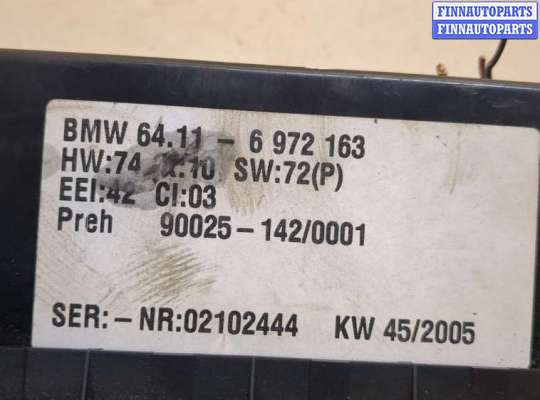 FINNAUTOPARTS
FINNAUTOPARTS
BMW 64.11 - 6 972 163
HW:74 :10 SW:72(P)
EEI:42 CI:03
Preh 90025-142/0001
SER:-NR:02102444 KW 45/2005